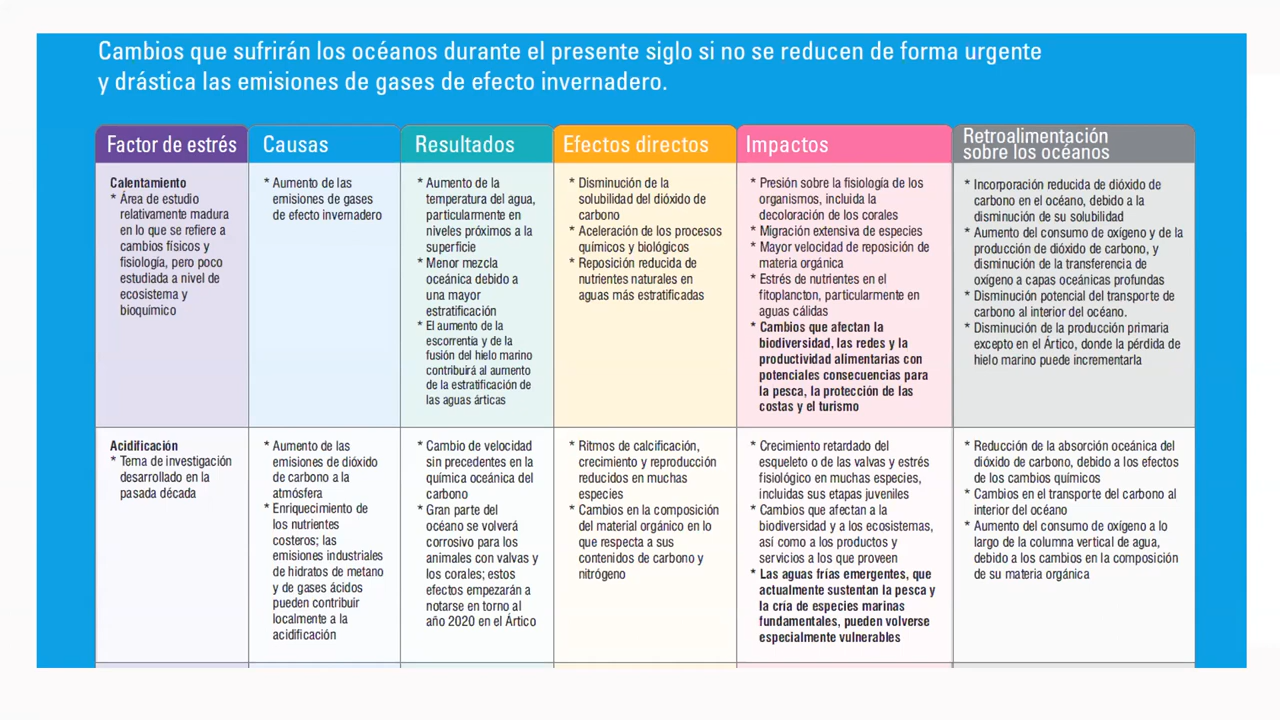 Cambios que sufrirán los océanos durante el presente siglo si no se reducen de forma urgente
y drástica las emisiones de gases de efecto invernadero.
Factor de estrés
Causas
Resultados
Efectos directos
Impactos
Retroalimentación
sobre los océanos
Calentamiento
* Área de estudio
relativamente madura
en lo que se refiere a
cambios físicos y
fisiología, pero poco
estudiada a nivel de
ecosistema y
bioquímico
* Aumento de las
emisiones de gases
de efecto invernadero
* Aumento de la
temperatura del agua,
particularmente en
niveles próximos a la
superficie
* Menor mezcla
oceánica debido a
una mayor
estratificación
* El aumento de la
escorrentía y de la
fusión del hielo marino
contribuirá al aumento
de la estratificación de
las aguas árticas
* Disminución de la
solubilidad del dióxido de
carbono
* Aceleración de los procesos
químicos y biológicos
* Reposición reducida de
nutrientes naturales en
aguas más estratificadas
* Presión sobre la fisiología de los
organismos, incluida la
decoloración de los corales
* Migración extensiva de especies
* Mayor velocidad de reposición de
materia orgánica
* Estrés de nutrientes en el
fitoplancton, particularmente en
aguas cálidas
* Cambios que afectan la
biodiversidad, las redes y la
productividad alimentarias con
potenciales consecuencias para
la pesca, la protección de las
costas y el turismo
* Incorporación reducida de dióxido de
carbono en el océano, debido a la
disminución de su solubilidad
* Aumento del consumo de oxígeno y de la
producción de dióxido de carbono, y
disminución de la transferencia de
oxígeno a capas oceánicas profundas
* Disminución potencial del transporte de
carbono al interior del océano.
* Disminución de la producción primaria
excepto en el Ártico, donde la pérdida de
hielo marino puede incrementarla
Acidificación
* Tema de investigación
desarrollado en la
pasada década
* Aumento de las
emisiones de dióxido
de carbono a la
atmósfera
* Enriquecimiento de
los nutrientes
costeros; las
emisiones industriales
de hidratos de metano
y de gases ácidos
pueden contribuir
localmente a la
acidificación
* Cambio de velocidad
sin precedentes en la
química oceánica del
carbono
* Gran parte del
océano se volverá
corrosivo para los
animales con valvas y
los corales; estos
efectos empezarán a
notarse en torno al
año 2020 en el Ártico
* Ritmos de calcificación,
crecimiento y reproducción
reducidos en muchas
especies
* Cambios en la composición
del material orgánico en lo
que respecta a sus
contenidos de carbono y
nitrógeno
* Crecimiento retardado del
esqueleto o de las valvas y estrés
fisiológico en muchas especies,
incluidas sus etapas juveniles
* Cambios que afectan a la
biodiversidad y a los ecosistemas,
así como a los productos y
servicios a los que proveen
* Las aguas frías emergentes, que
actualmente sustentan la pesca y
la cría de especies marinas
fundamentales, pueden volverse
especialmente vulnerables
* Reducción de la absorción oceánica del
dióxido de carbono, debido a los efectos
de los cambios químicos
* Cambios en el transporte del carbono al
interior del océano
* Aumento del consumo de oxígeno a lo
largo de la columna vertical de agua,
debido a los cambios en la composición
de su materia orgánica